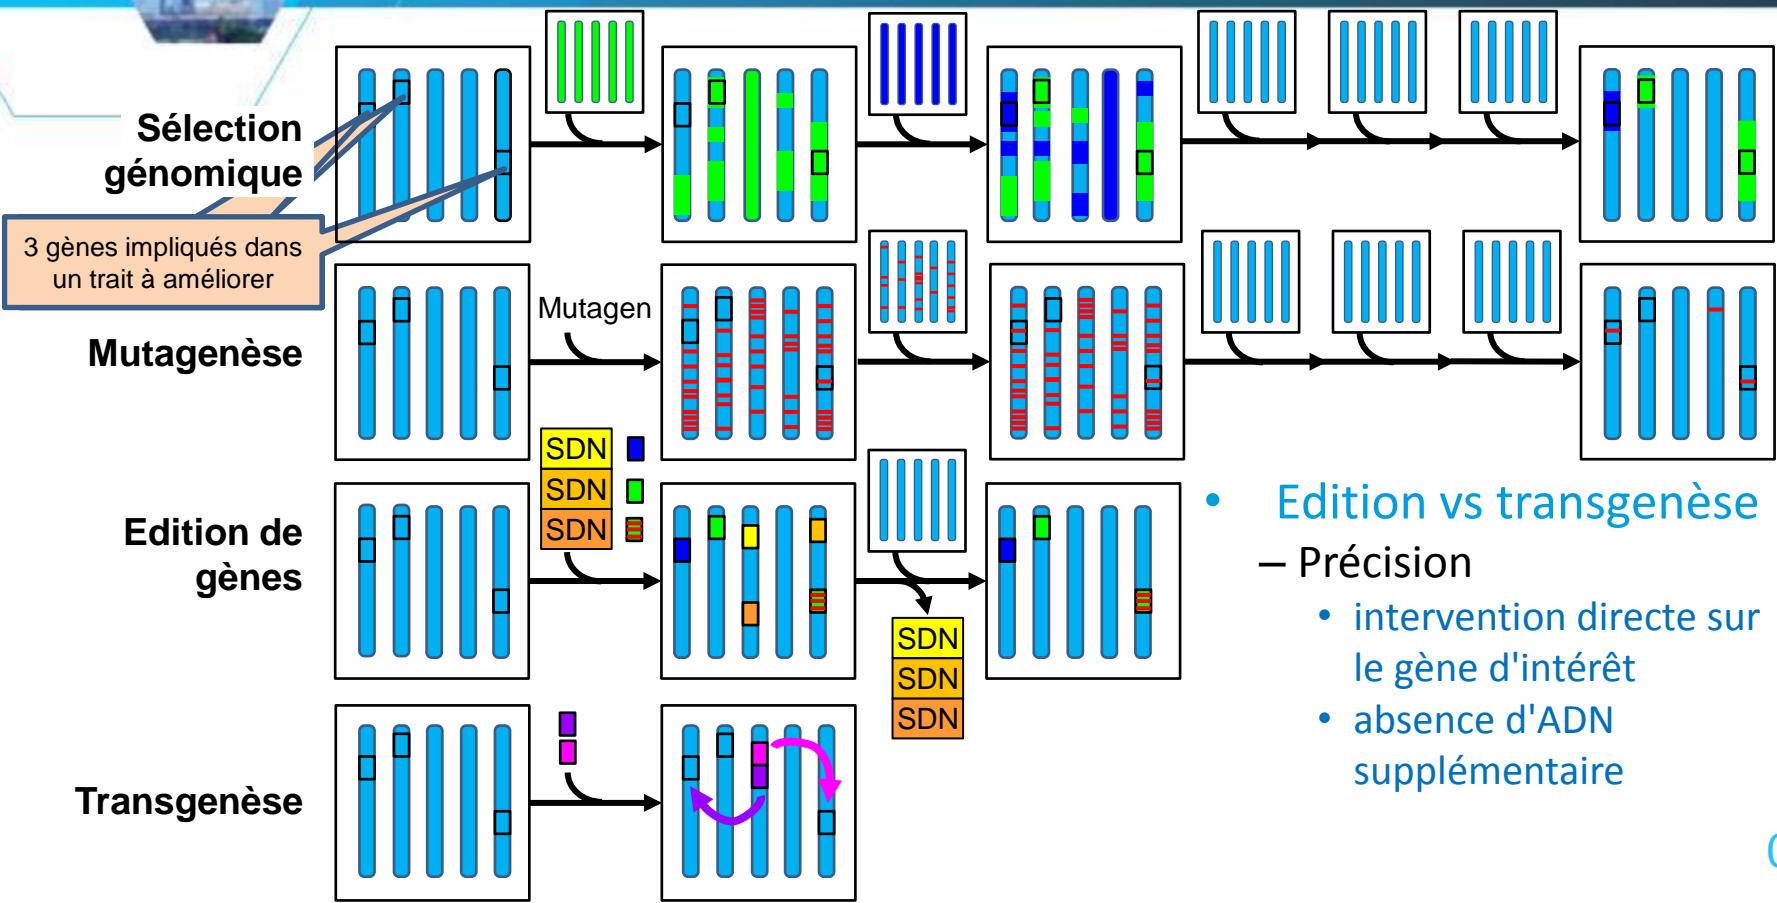 Sélection
génomique
3 gènes impliqués dans
un trait à améliorer
Mutagenèse
Mutagen
Edition de
gènes
SDN
SDN
SDN
SDN
SDN
SDN
Transgenèse
• Edition vs transgenèse
– Précision
• intervention directe sur
le gène d'intérêt
• absence d'ADN
supplémentaire